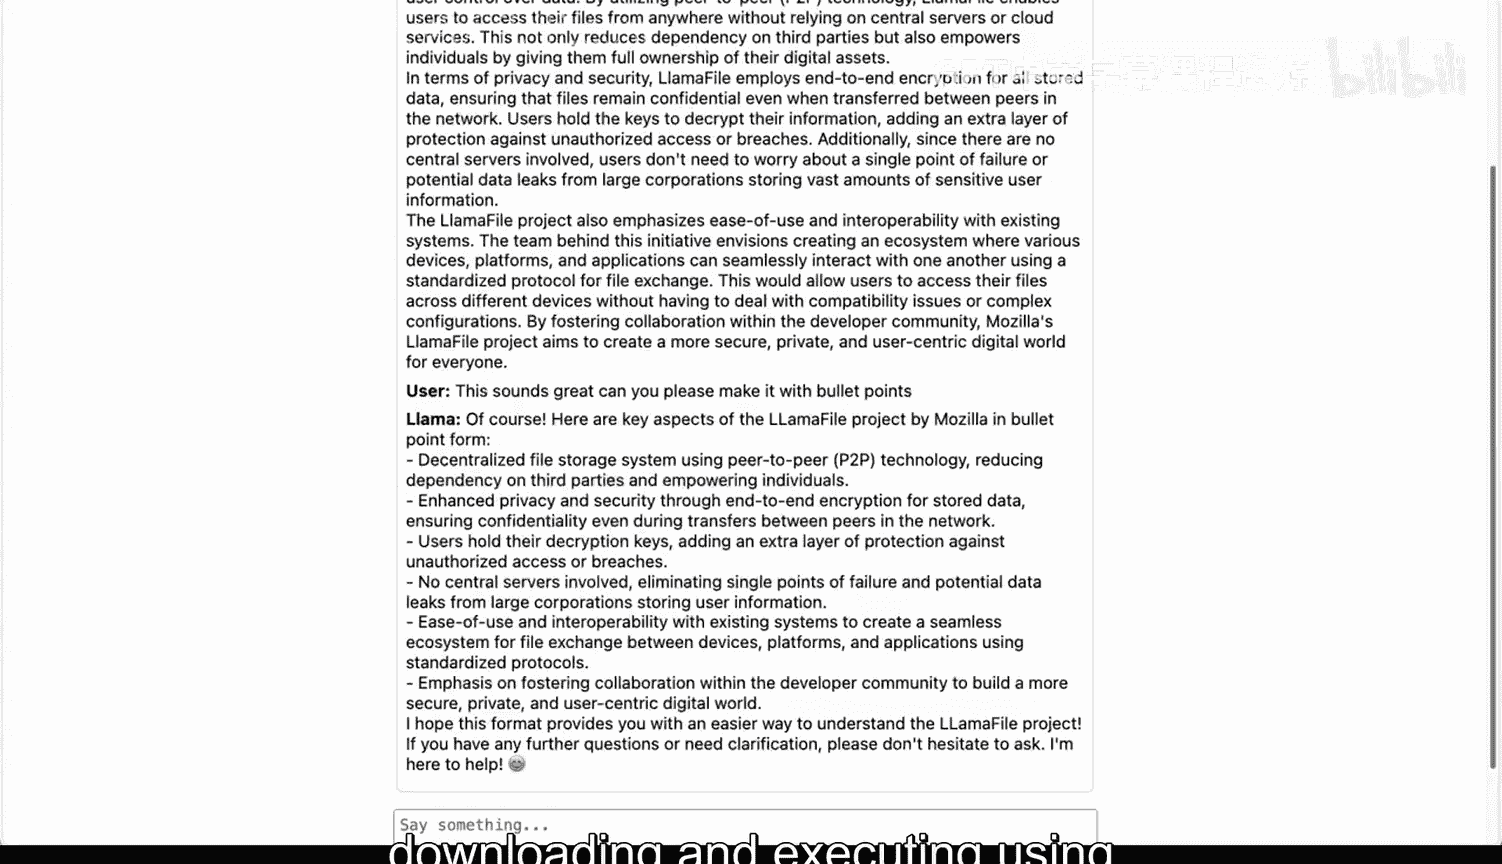 users to access their files from anywhere without relying on central servers or cloud
services. This not only reduces dependency on third parties but also empowers
individuals by giving them full ownership of their digital assets.
In terms of privacy and security, LlamaFile employs end-to-end encryption for all stored
data, ensuring that files remain confidential even when transferred between peers in
the network. Users hold the keys to decrypt their information, adding an extra layer of
protection against unauthorized access or breaches. Additionally, since there are no
central servers involved, users don't need to worry about a single point of failure or
potential data leaks from large corporations storing vast amounts of sensitive user
information.
The LlamaFile project also emphasizes ease-of-use and interoperability with existing
systems. The team behind this initiative envisions creating an ecosystem where various
devices, platforms, and applications can seamlessly interact with one another using a
standardized protocol for file exchange. This would allow users to access their files
across different devices without having to deal with compatibility issues or complex
configurations. By fostering collaboration within the developer community, Mozilla's
LlamaFile project aims to create a more secure, private, and user-centric digital world
for everyone.
User: This sounds great can you please make it with bullet points
Llama: Of course! Here are key aspects of the LLamaFile project by Mozilla in bullet
point form:
- Decentralized file storage system using peer-to-peer (P2P) technology, reducing
dependency on third parties and empowering individuals.
- Enhanced privacy and security through end-to-end encryption for stored data,
ensuring confidentiality even during transfers between peers in the network.
- Users hold their decryption keys, adding an extra layer of protection against
unauthorized access or breaches.
- No central servers involved, eliminating single points of failure and potential data
leaks from large corporations storing user information.
- Ease-of-use and interoperability with existing systems to create a seamless
ecosystem for file exchange between devices, platforms, and applications using
standardized protocols.
- Emphasis on fostering collaboration within the developer community to build a more
secure, private, and user-centric digital world.
I hope this format provides you with an easier way to understand the LLamaFile project!
If you have any further questions or need clarification, please don't hesitate to ask. I'm
here to help! 😊
Say something...
downloading and executing using
bilibili